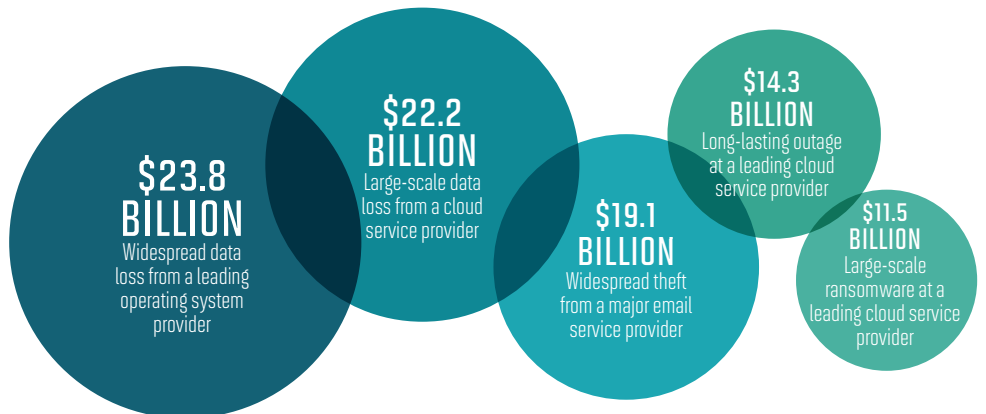 $23.8
BILLION
Widespread data
loss from a leading
operating system
provider
$22.2
BILLION
Large-scale data
loss from a cloud
service provider
$19.1
BILLION
Widespread theft
from a major email
service provider
$14.3
BILLION
Long-lasting outage
at a leading cloud
service provider
$11.5
BILLION
Large-scale
ransomware at a
leading cloud service
provider